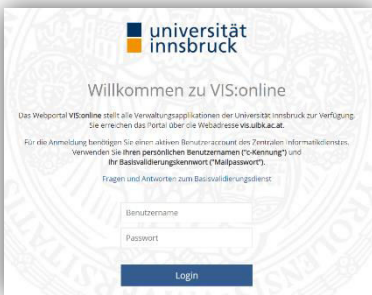 universität
innsbruck
Willkommen zu VIS:online
Das Webportal VIS:online stellt alle Verwaltungsapplikationen der Universität Innsbruck zur Verfügung.
Sie erreichen das Portal über die Webadresse vis.uibk.ac.at.
Für die Anmeldung benötigen Sie einen aktiven Benutzeraccount des Zentralen Informatikdienstes.
Verwenden Sie Ihren persönlichen Benutzernamen ("c-Kennung") und
Ihr Basisvalidierungskennwort ("Mailpasswort").
Fragen und Antworten zum Basisvalidierungsdienst
Benutzername
Passwort
Login